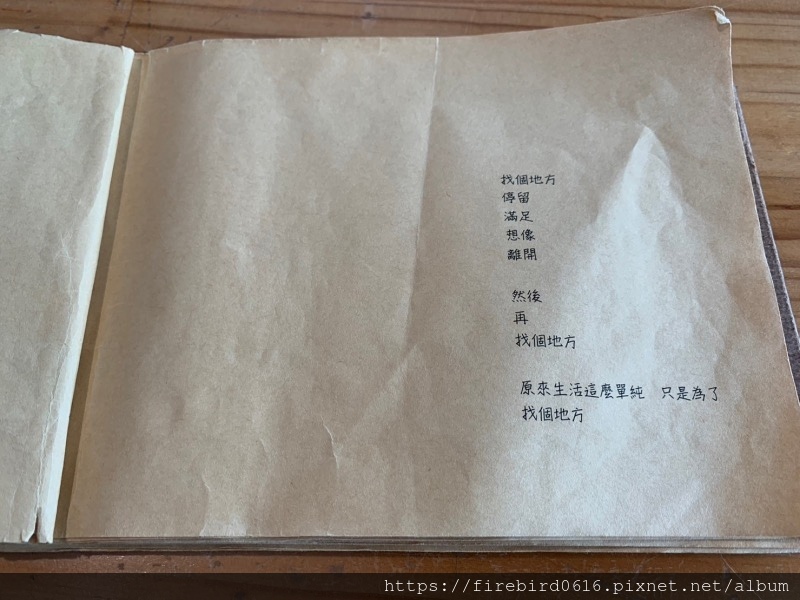 找個地方
停留
滿足
想像
離開
然後
再
找個地方
原來生活這麼單純 只是為了
找個地方
https://firebird0616.pixnet.net/album